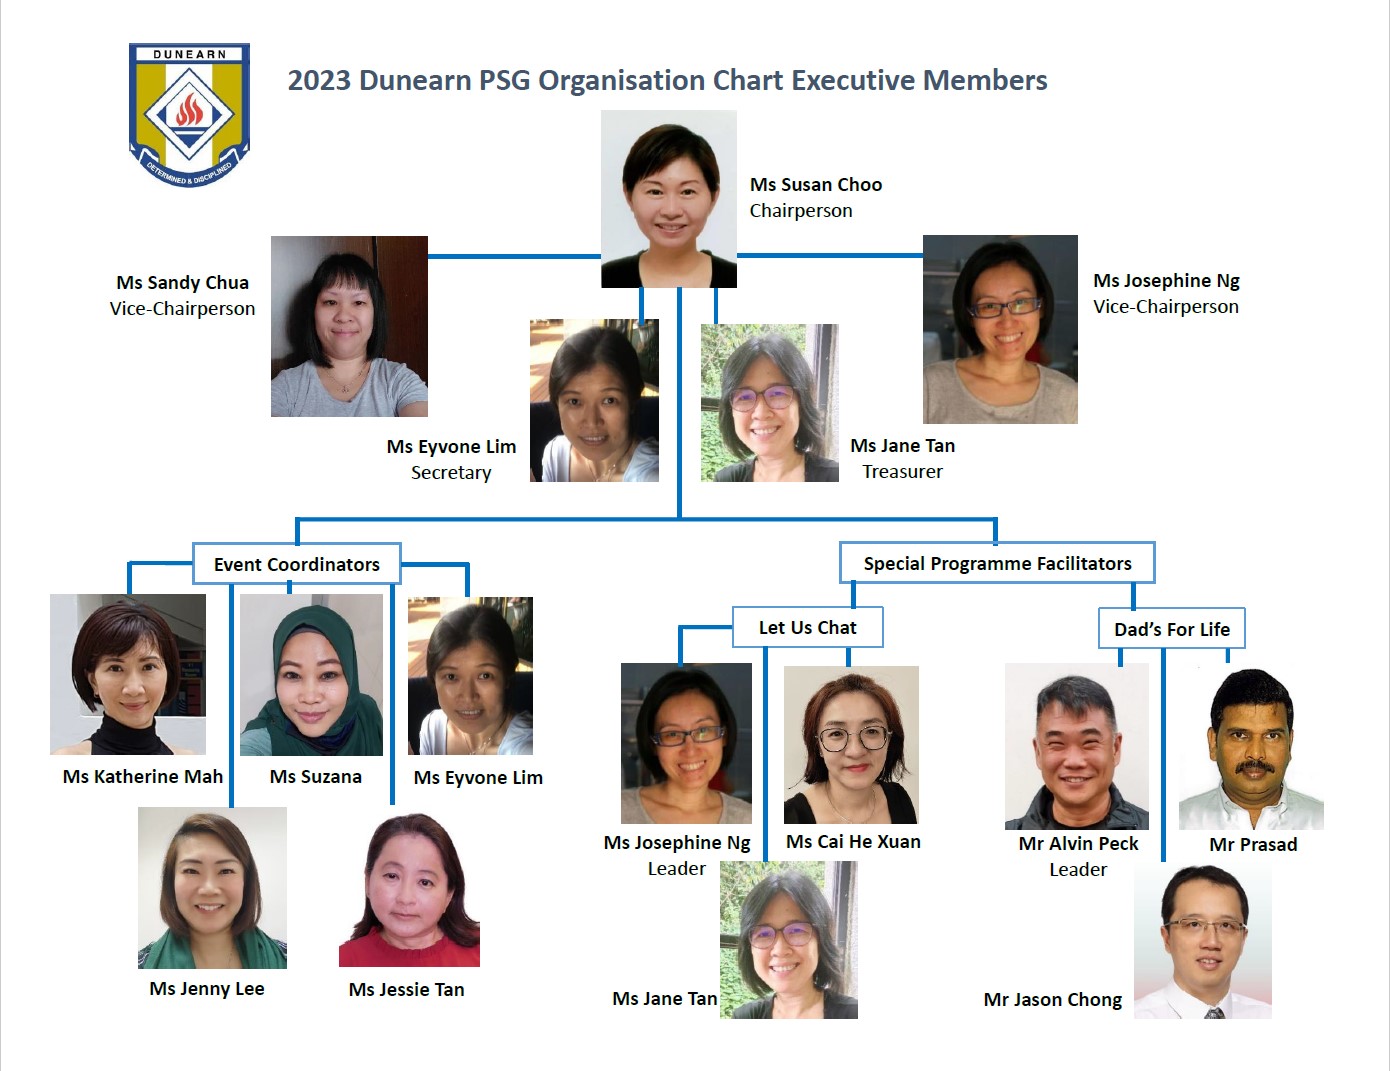 DUNEARN
DETERMINED & DISCIPLINED
2023 Dunearn PSG Organisation Chart Executive Members
Ms Susan Choo
Chairperson
Ms Sandy Chua
Vice-Chairperson
Ms Josephine Ng
Vice-Chairperson
Ms Eyvone Lim
Secretary
Ms Jane Tan
Treasurer
Event Coordinators
Special Programme Facilitators
Let Us Chat
Dad’s For Life
Ms Katherine Mah
Ms Suzana
Ms Eyvone Lim
Ms Josephine Ng
Leader
Ms Cai He Xuan
Mr Alvin Peck
Leader
Mr Prasad
Ms Jenny Lee
Ms Jessie Tan
Ms Jane Tan
Mr Jason Chong